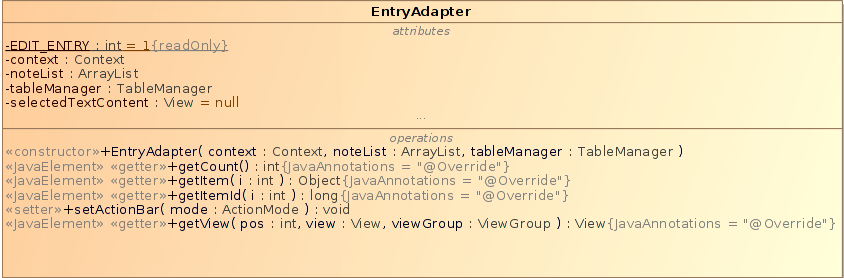 EntryAdapter
attributes
-EDIT_ENTRY : int = 1{readOnly}
-context : Context
-noteList : ArrayList
-tableManager : TableManager
-selectedTextContent : View = null
...
operations
«constructor»+EntryAdapter( context : Context, noteList : ArrayList, tableManager : TableManager )
«JavaElement» «getter»+getCount() : int{JavaAnnotations = "@Override"}
«JavaElement» «getter»+getItem( i : int ) : Object{JavaAnnotations = "@Override"}
«JavaElement» «getter»+getItemId( i : int ) : long{JavaAnnotations = "@Override"}
«setter»+setActionBar( mode : ActionMode ) : void
«JavaElement» «getter»+getView( pos : int, view : View, viewGroup : ViewGroup ) : View{JavaAnnotations = "@Override"}